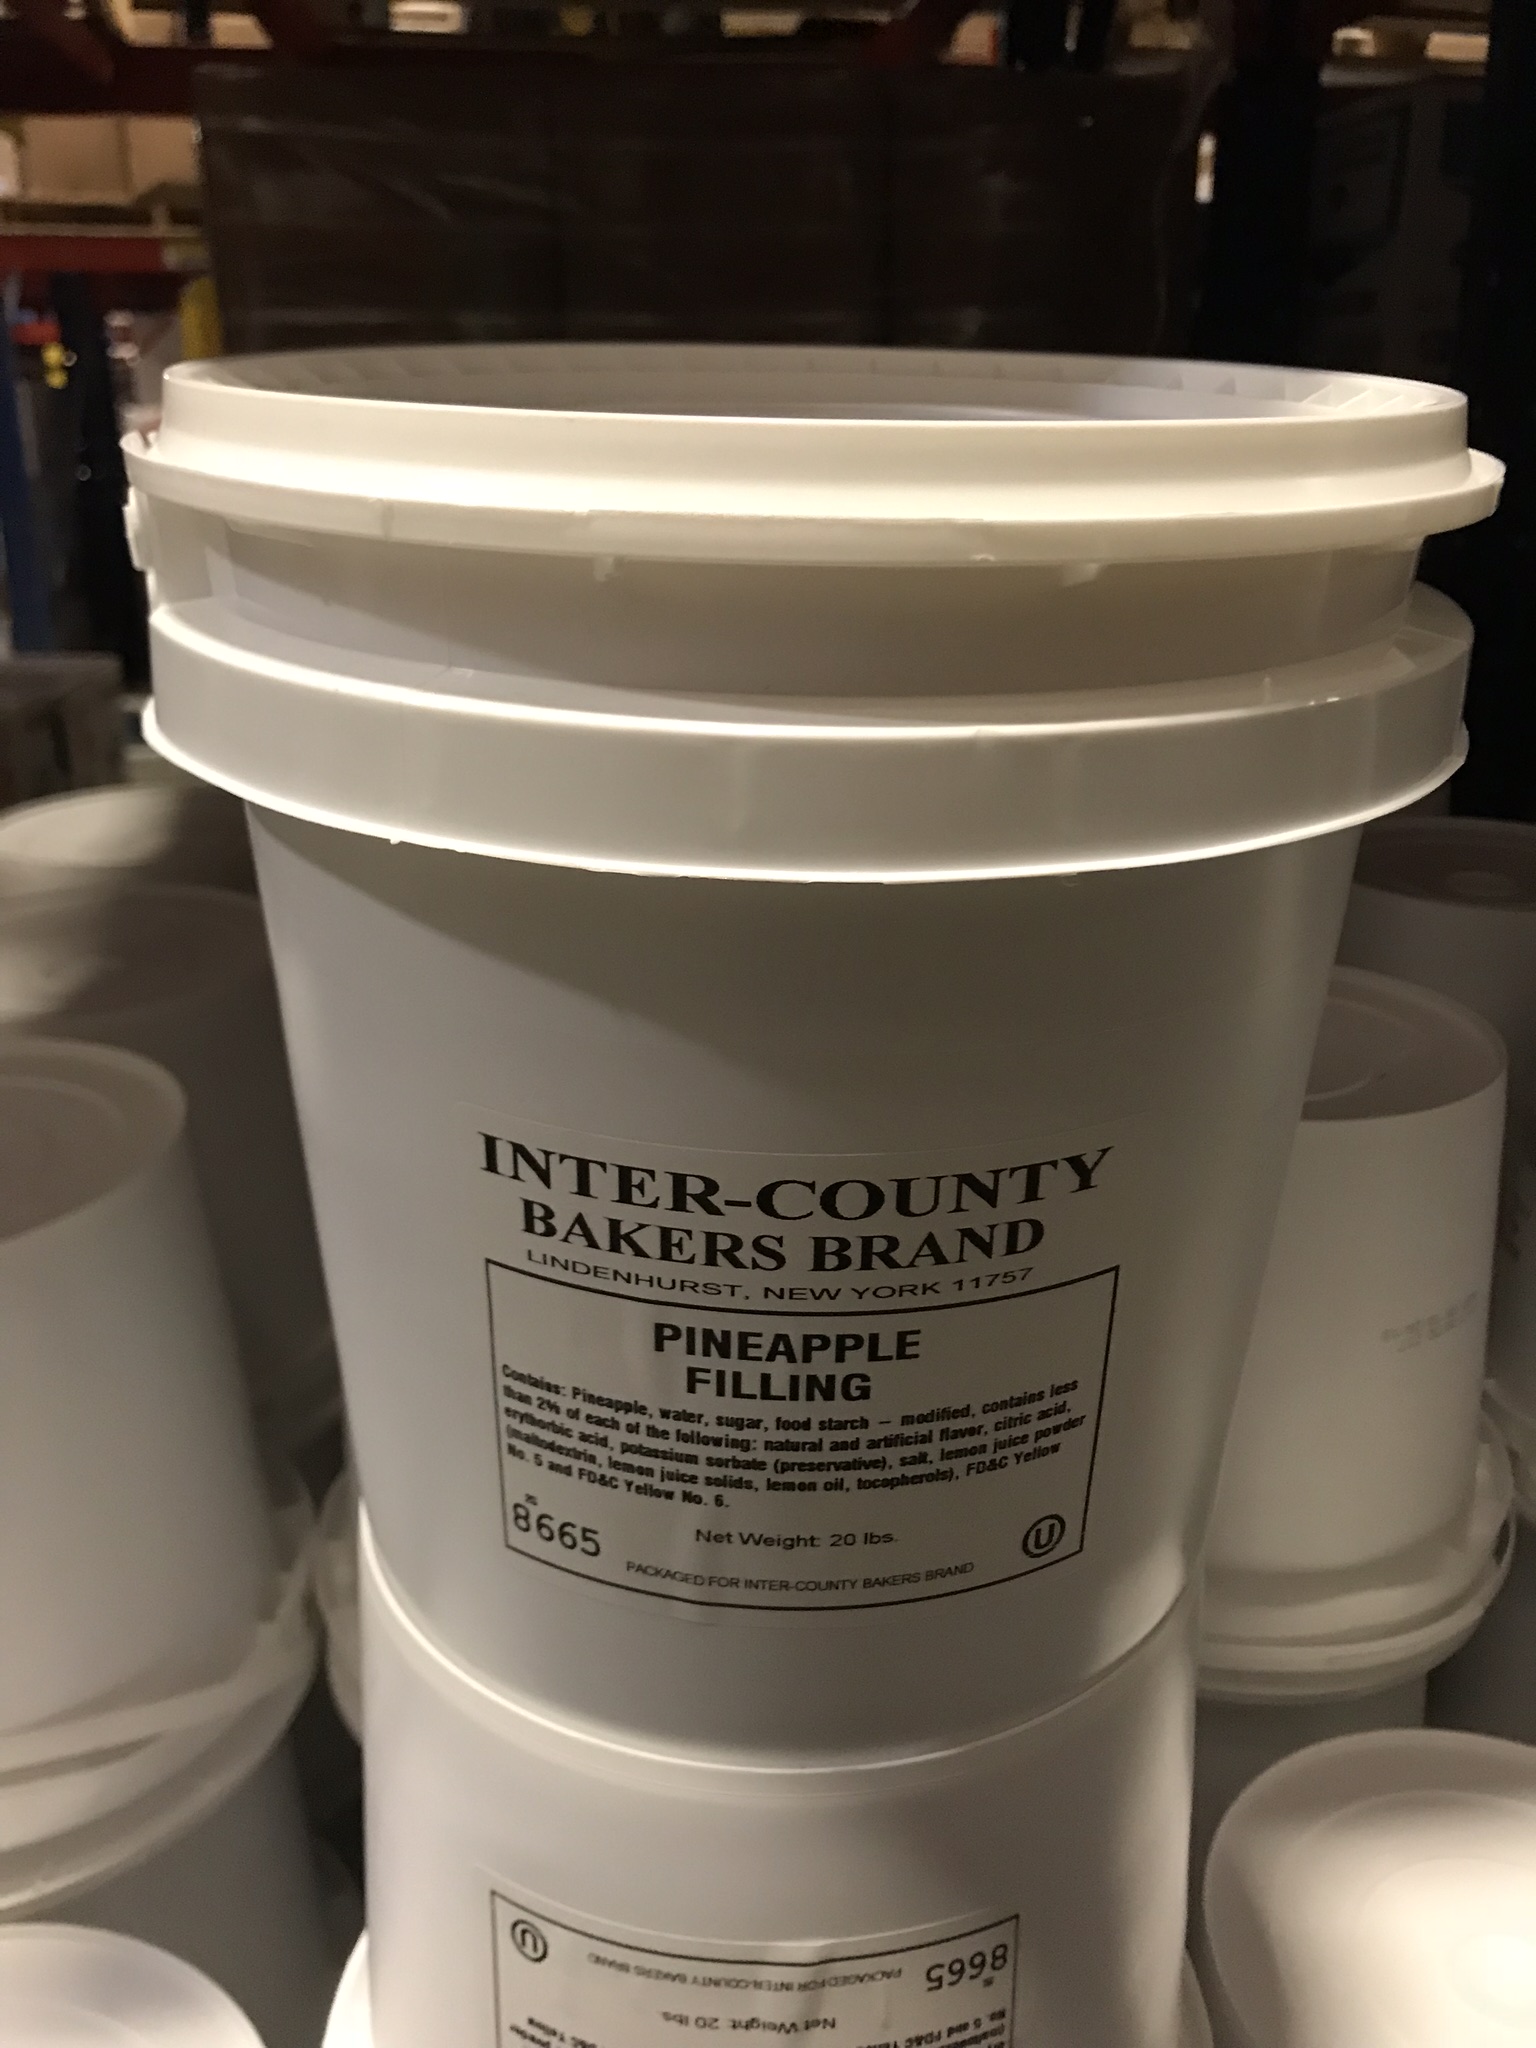 INTER-COUNTY
BAKERS BRAND
LINDENHURST, NEW YORK 11757
PINEAPPLE
FILLING
Contains: Pineapple, water, sugar, food starch – modified, contains less
than 2% of each of the following: natural and artificial flavor, citric acid,
erythorbic acid, potassium sorbate (preservative), salt, lemon juice powder
(maltodextrin, lemon juice solids, lemon oil, tocopherols), FD&C Yellow
No. 5 and FD&C Yellow No. 6.
8665
Net Weight: 20 lbs.
U
PACKAGED FOR INTER-COUNTY BAKERS BRAND
U
PACKAGED FOR INTER-COUNTY BAKERS BRAND
8665
Net Weight: 20 lbs.
No. 5 and FD&C